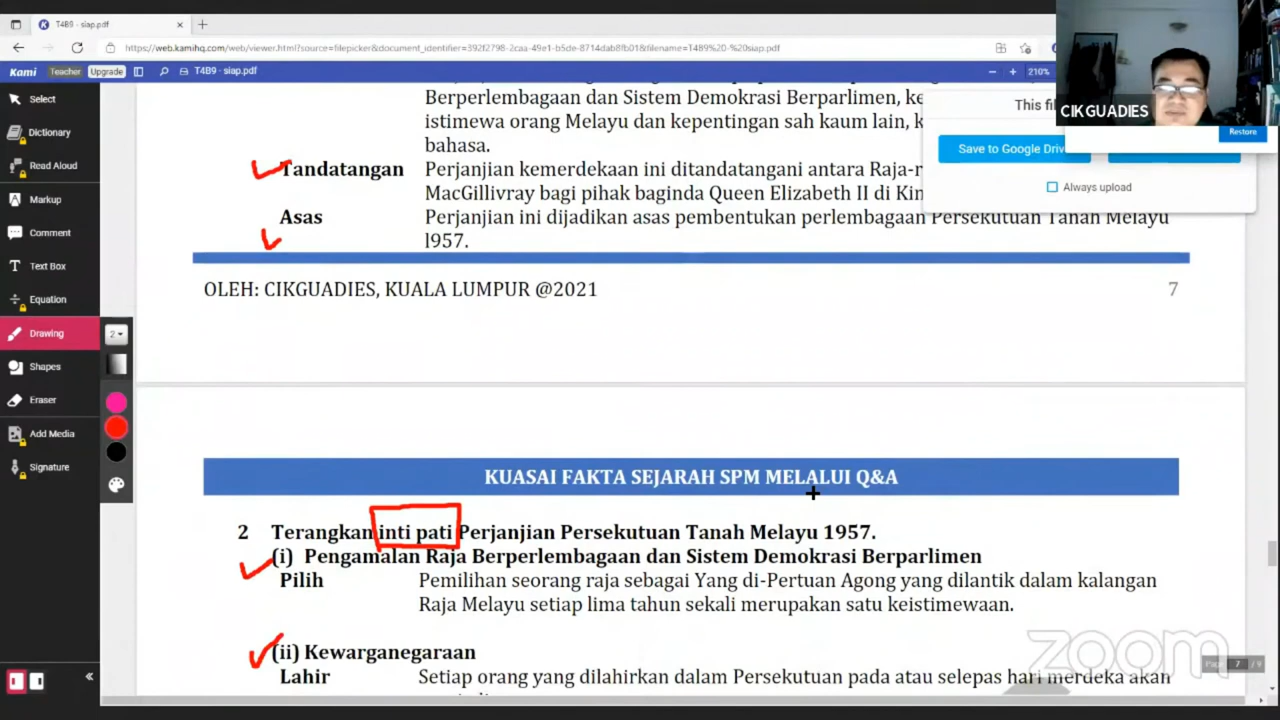 T4B9 - siap.pdf
https://web.kamihq.com/web/viewer.html?source=filepicker&document_identifier=392f2798-2caa-49e1-b5de-8714dab8fb01&filename=T4B9%20-%20siap.pdf
Kami Teacher Upgrade T4B9 - siap.pdf 210%
Select
Dictionary
Read Aloud
Markup
Comment
Text Box
Equation
Drawing
Shapes
Eraser
Add Media
Signature
2
CIKGUADIES
Restore
This fil
Save to Google Driv
Always upload
Berperlembagaan dan Sistem Demokrasi Berparlimen, ke
istimewa orang Melayu dan kepentingan sah kaum lain, k
bahasa.
Tandatangan Perjanjian kemerdekaan ini ditandatangani antara Raja-r
MacGillivray bagi pihak baginda Queen Elizabeth II di Kin
Asas Perjanjian ini dijadikan asas pembentukan perlembagaan Persekutuan Tanah Melayu
l957.
OLEH: CIKGUADIES, KUALA LUMPUR @2021 7
KUASAI FAKTA SEJARAH SPM MELALUI Q&A
2 Terangkan inti pati Perjanjian Persekutuan Tanah Melayu 1957.
(i) Pengamalan Raja Berperlembagaan dan Sistem Demokrasi Berparlimen
Pilih Pemilihan seorang raja sebagai Yang di-Pertuan Agong yang dilantik dalam kalangan
Raja Melayu setiap lima tahun sekali merupakan satu keistimewaan.
(ii) Kewarganegaraan
Lahir Setiap orang yang dilahirkan dalam Persekutuan pada atau selepas hari merdeka akan
zoom
Page 7 / 9